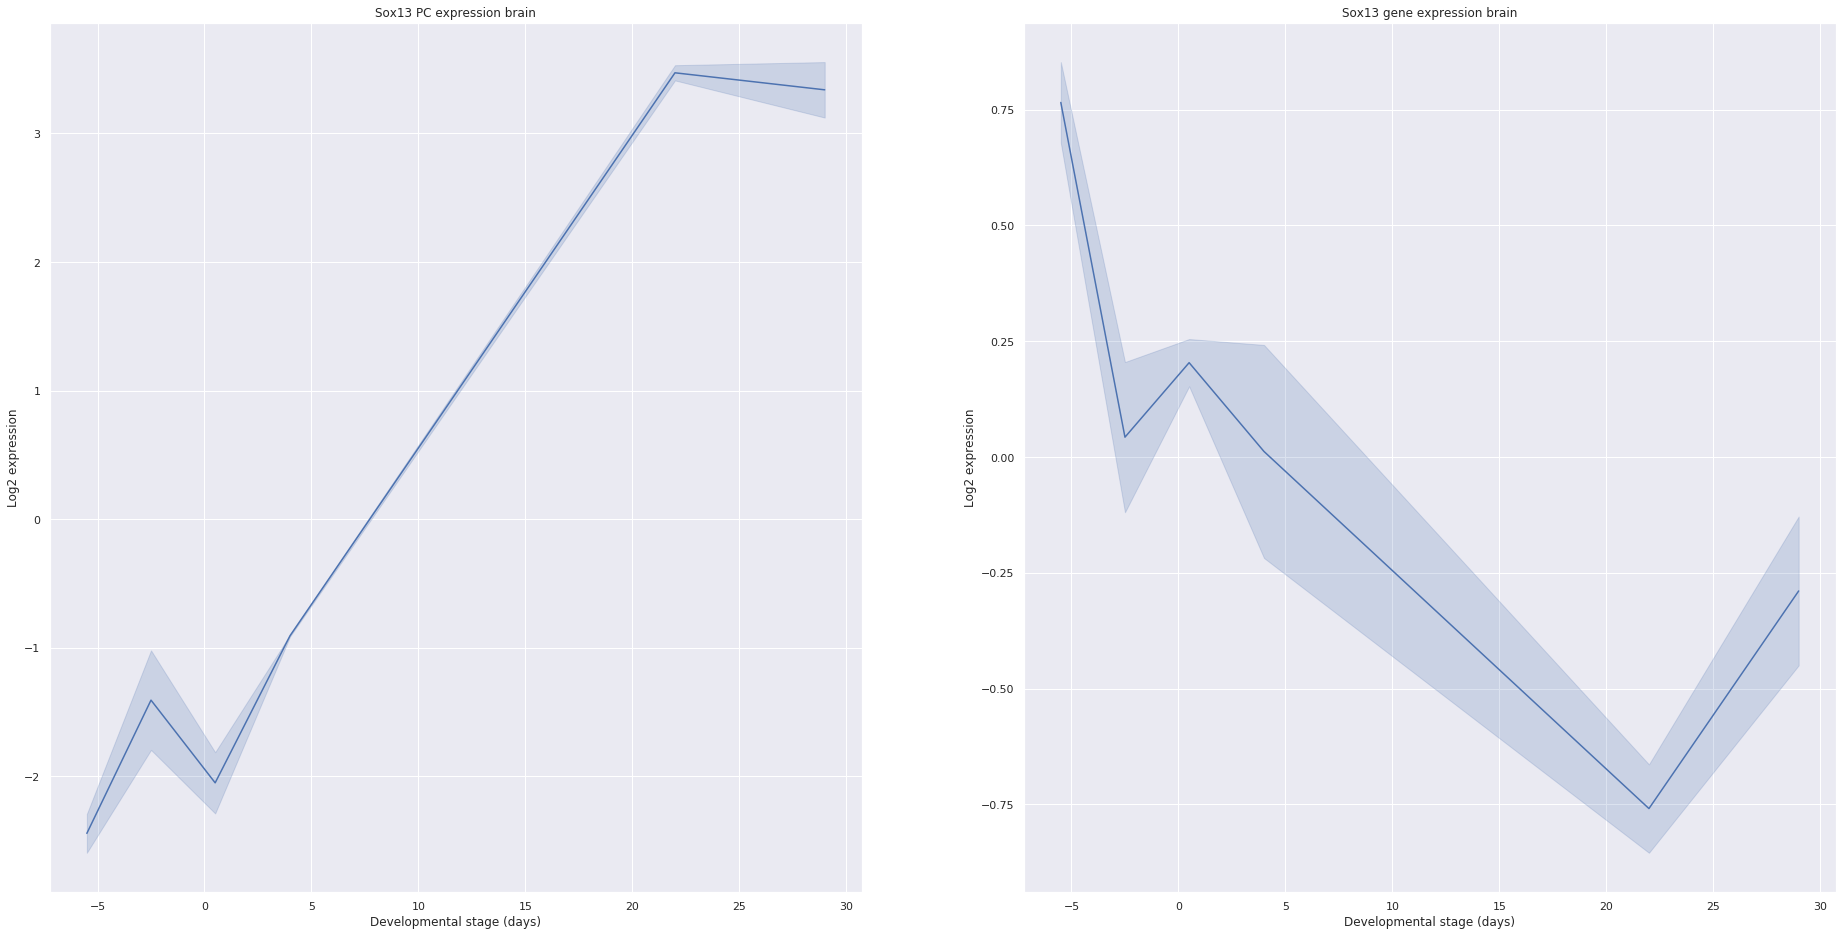 Sox13 PC expression brain
Log2 expression
3
2
1
0
−1
−2
−5 0 5 10 15 20 25 30
Developmental stage (days)
Sox13 gene expression brain
Log2 expression
0.75
0.50
0.25
0.00
−0.25
−0.50
−0.75
−5 0 5 10 15 20 25 30
Developmental stage (days)